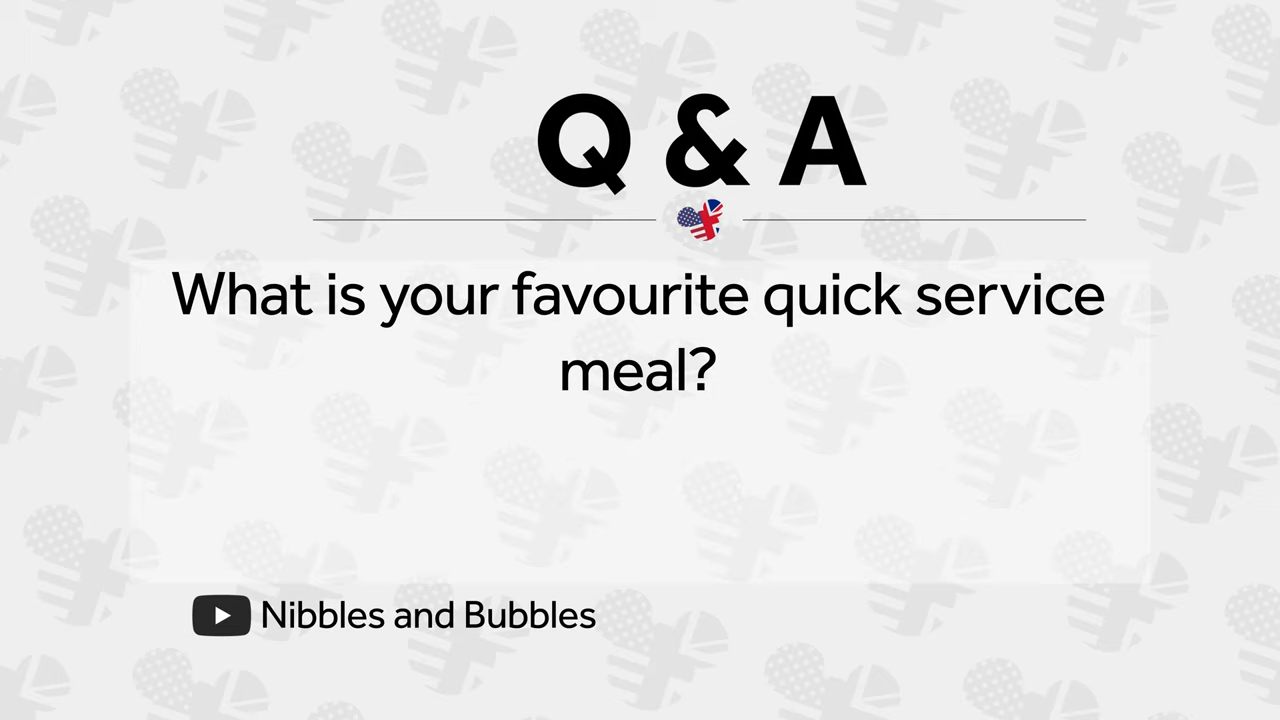 Q & A
What is your favourite quick service
meal?
Nibbles and Bubbles